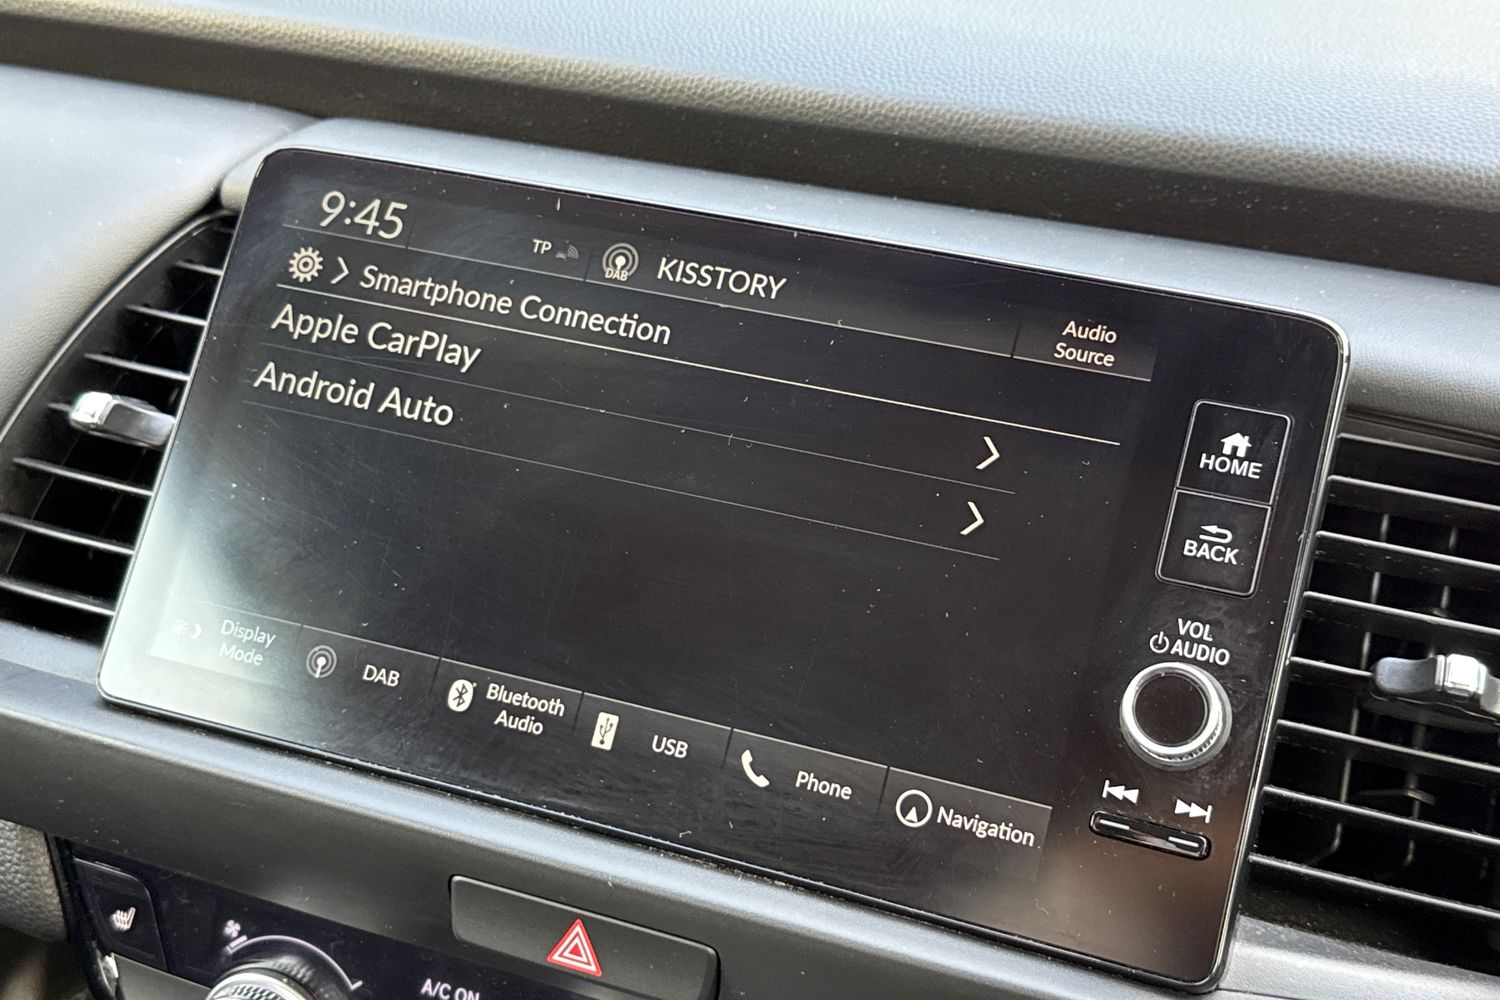 9:45
TP
DAB
KISSTORY
Audio
Source
Smartphone Connection
Apple CarPlay
Android Auto
HOME
BACK
VOL
AUDIO
Display
Mode
DAB
Bluetooth
Audio
USB
Phone
Navigation
A/C ON